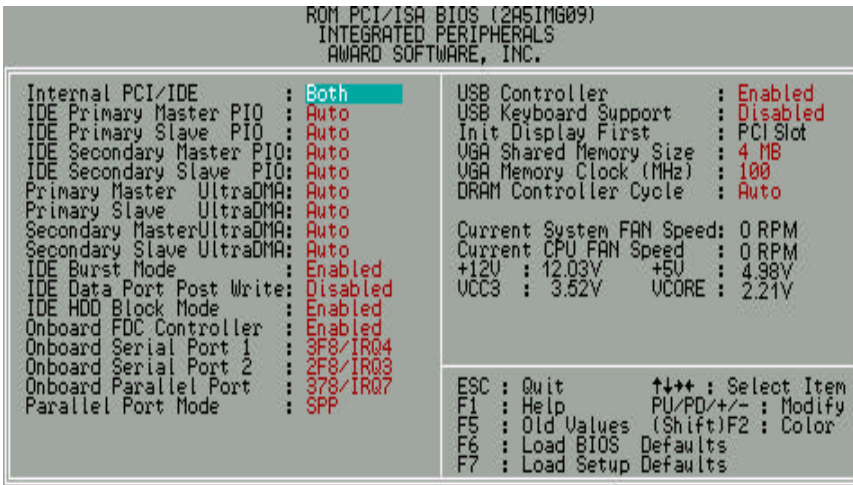 ROM PCI/ISA BIOS (2A5IMG09)
INTEGRATED PERIPHERALS
AWARD SOFTWARE, INC.
Internal PCI/IDE : Both
IDE Primary Master PIO : Auto
IDE Primary Slave PIO : Auto
IDE Secondary Master PIO: Auto
IDE Secondary Slave PIO: Auto
Primary Master UltraDMA: Auto
Primary Slave UltraDMA: Auto
Secondary MasterUltraDMA: Auto
Secondary Slave UltraDMA: Auto
IDE Burst Mode : Enabled
IDE Data Port Post Write: Disabled
IDE HDD Block Mode : Enabled
Onboard FDC Controller : Enabled
Onboard Serial Port 1 : 3F8/IRQ4
Onboard Serial Port 2 : 2F8/IRQ3
Onboard Parallel Port : 378/IRQ7
Parallel Port Mode : SPP
USB Controller : Enabled
USB Keyboard Support : Disabled
Init Display First : PCI Slot
VGA Shared Memory Size : 4 MB
VGA Memory Clock (MHz) : 100
DRAM Controller Cycle : Auto
Current System FAN Speed: 0 RPM
Current CPU FAN Speed : 0 RPM
+12V : 12.03V +5V : 4.98V
VCC3 : 3.52V VCORE : 2.21V
ESC : Quit ↑↓→← : Select Item
F1 : Help PU/PD/+/- : Modify
F5 : Old Values (Shift)F2 : Color
F6 : Load BIOS Defaults
F7 : Load Setup Defaults